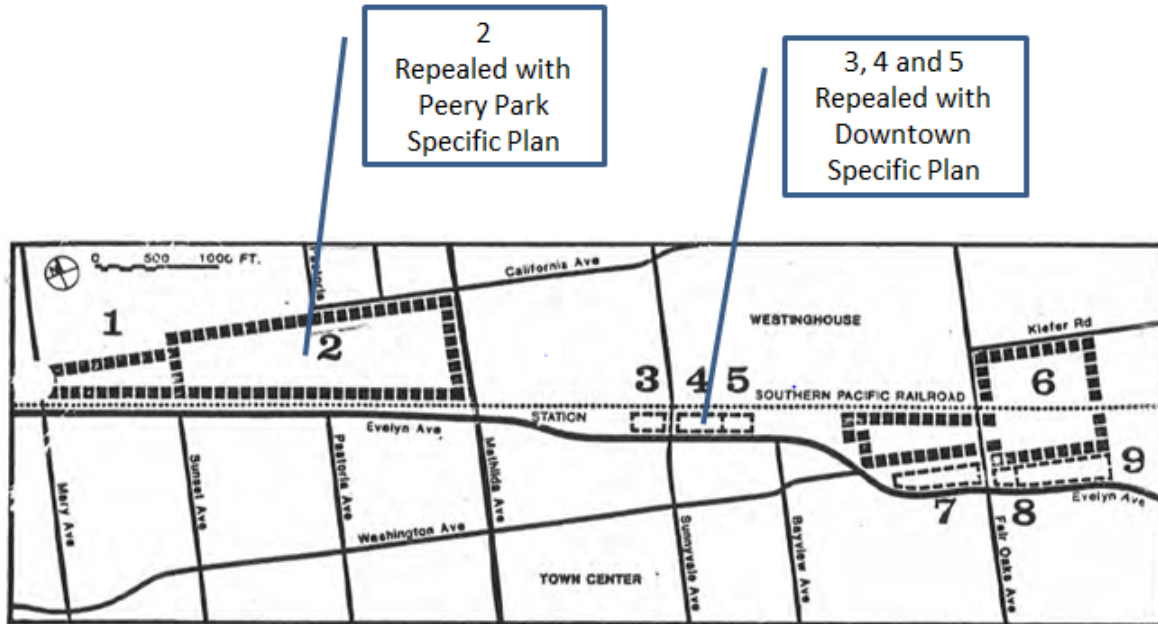 2
Repealed with
Peery Park
Specific Plan
3, 4 and 5
Repealed with
Downtown
Specific Plan
0 500 1000 FT.
California Ave
1
2
WESTINGHOUSE
Kiefer Rd
3
4
5
6
SOUTHERN PACIFIC RAILROAD
STATION
Evelyn Ave
7
8
9
Evelyn Ave
Mary Ave
Sunset Ave
Pastoria Ave
Mathilda Ave
Washington Ave
TOWN CENTER
Sunnyvale Ave
Bayview Ave
Fair Oaks Ave